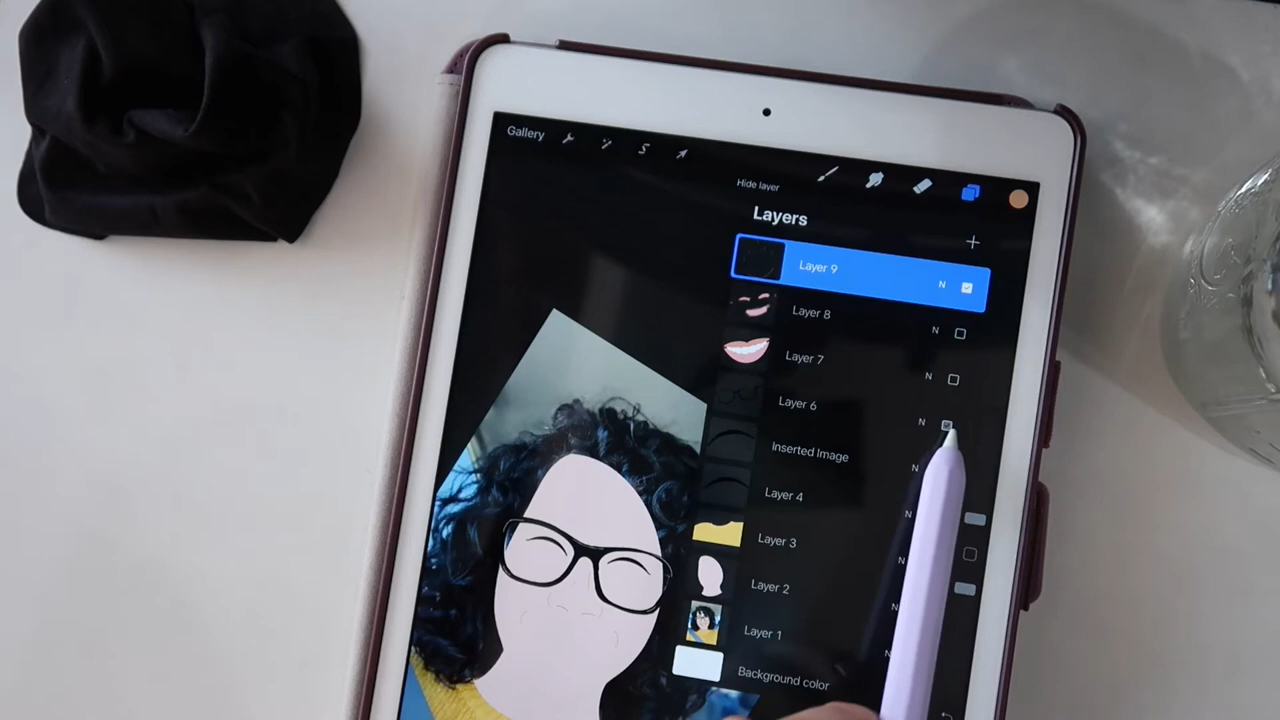 Gallery
Hide layer
Layers
Layer 9
N
Layer 8
N
Layer 7
N
Layer 6
N
Inserted Image
N
Layer 4
N
Layer 3
N
Layer 2
N
Layer 1
N
Background color